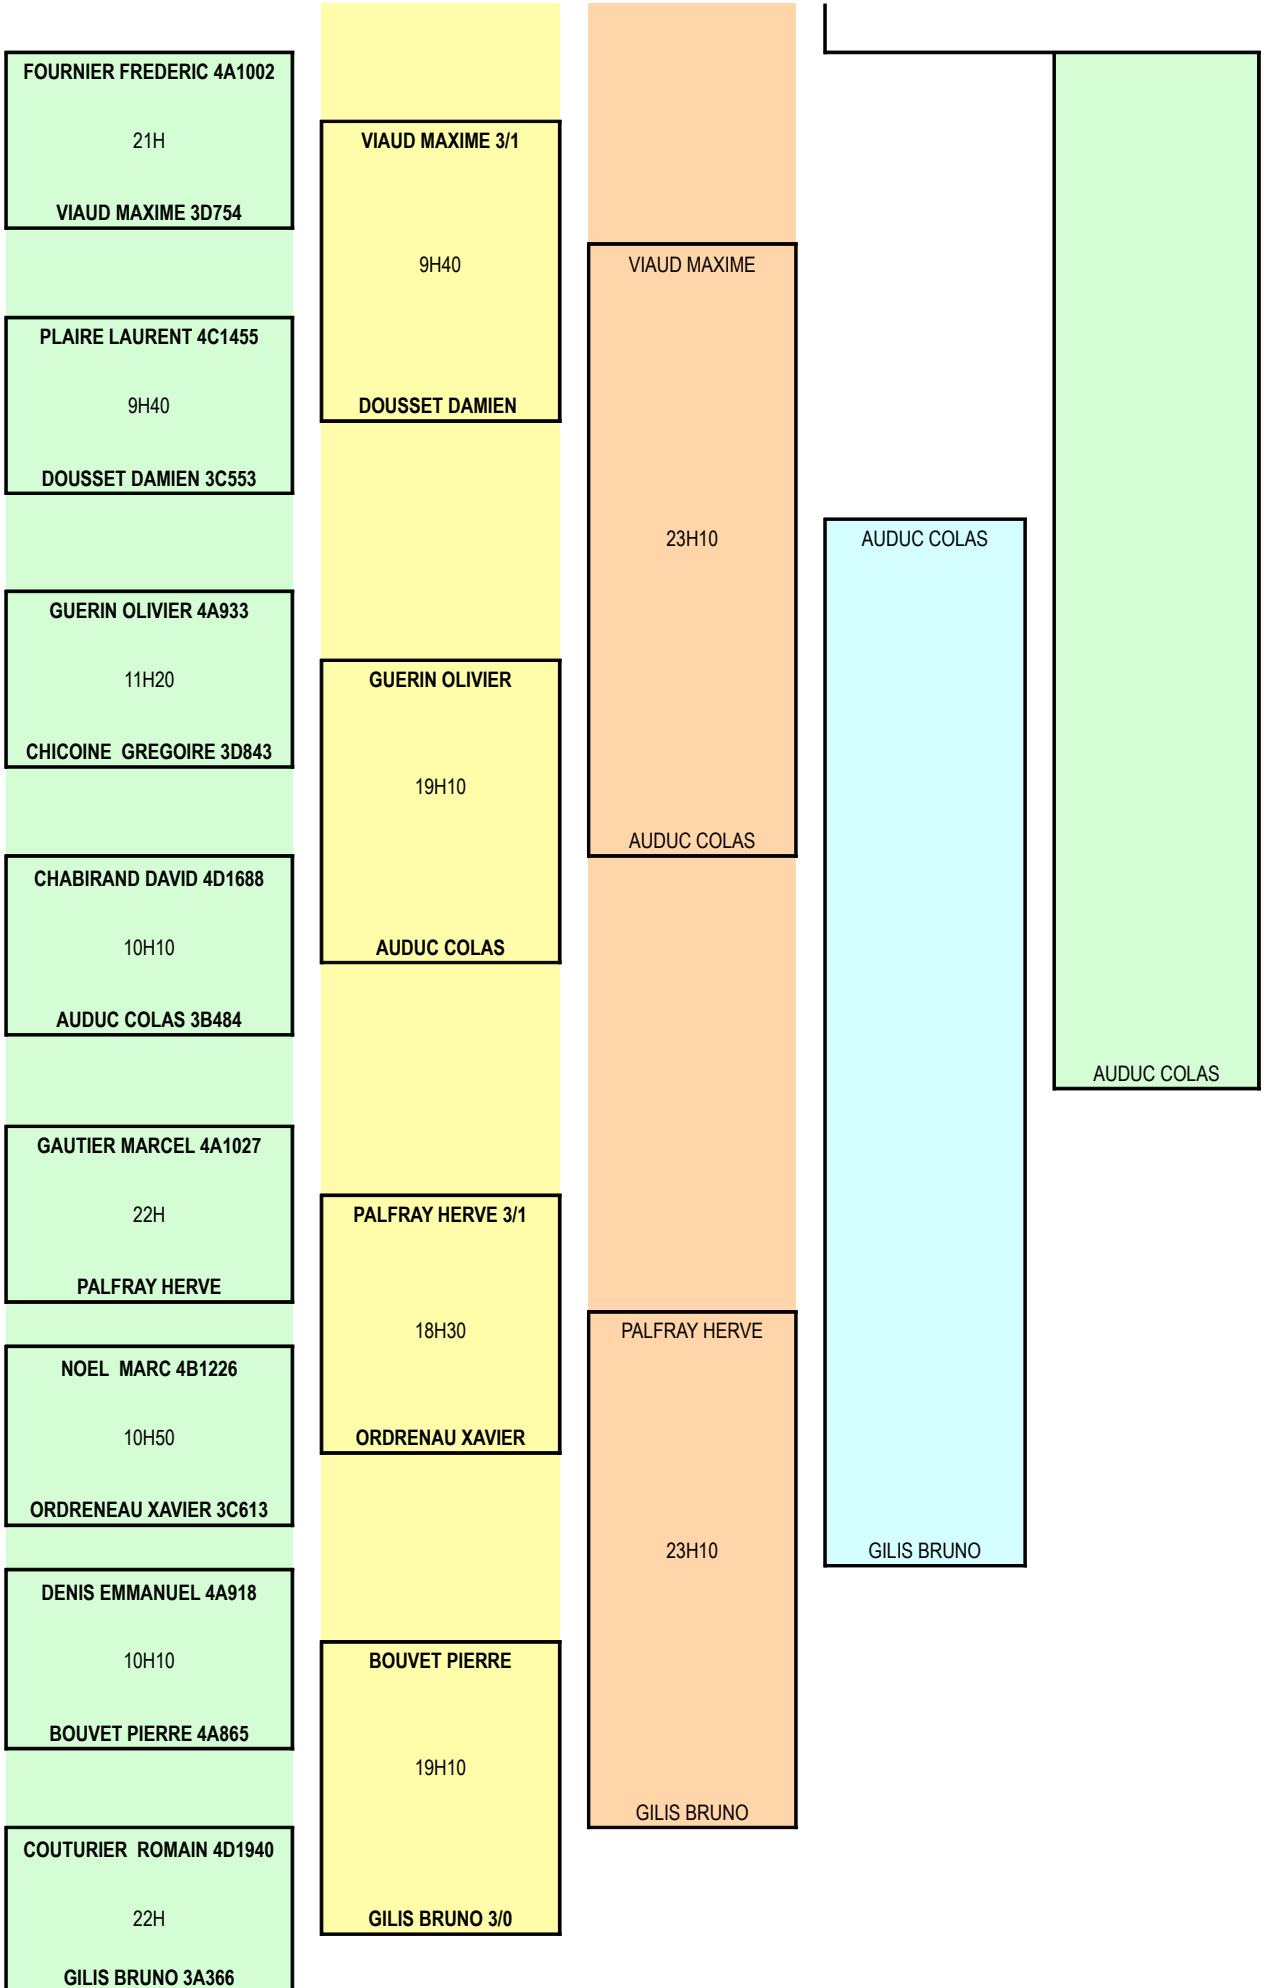 FOURNIER FREDERIC 4A1002
21H
VIAUD MAXIME 3D754
PLAIRE LAURENT 4C1455
9H40
DOUSSET DAMIEN 3C553
GUERIN OLIVIER 4A933
11H20
CHICOINE  GREGOIRE 3D843
CHABIRAND DAVID 4D1688
10H10
AUDUC COLAS 3B484
GAUTIER MARCEL 4A1027
22H
PALFRAY HERVE
NOEL  MARC 4B1226
10H50
ORDRENEAU XAVIER 3C613
DENIS EMMANUEL 4A918
10H10
BOUVET PIERRE 4A865
COUTURIER  ROMAIN 4D1940
22H
GILIS BRUNO 3A366
VIAUD MAXIME 3/1
9H40
DOUSSET DAMIEN
GUERIN OLIVIER
19H10
AUDUC COLAS
PALFRAY HERVE 3/1
18H30
ORDRENAU XAVIER
BOUVET PIERRE
19H10
GILIS BRUNO 3/0
VIAUD MAXIME
23H10
AUDUC COLAS
PALFRAY HERVE
23H10
GILIS BRUNO
AUDUC COLAS
GILIS BRUNO
AUDUC COLAS